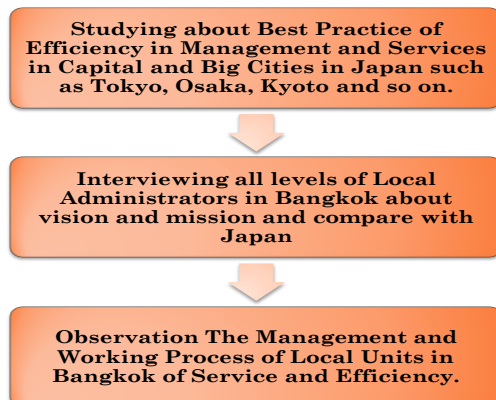 Studying about Best Practice of
Efficiency in Management and Services
in Capital and Big Cities in Japan such
as Tokyo, Osaka, Kyoto and so on.
Interviewing all levels of Local
Administrators in Bangkok about
vision and mission and compare with
Japan
Observation The Management and
Working Process of Local Units in
Bangkok of Service and Efficiency.